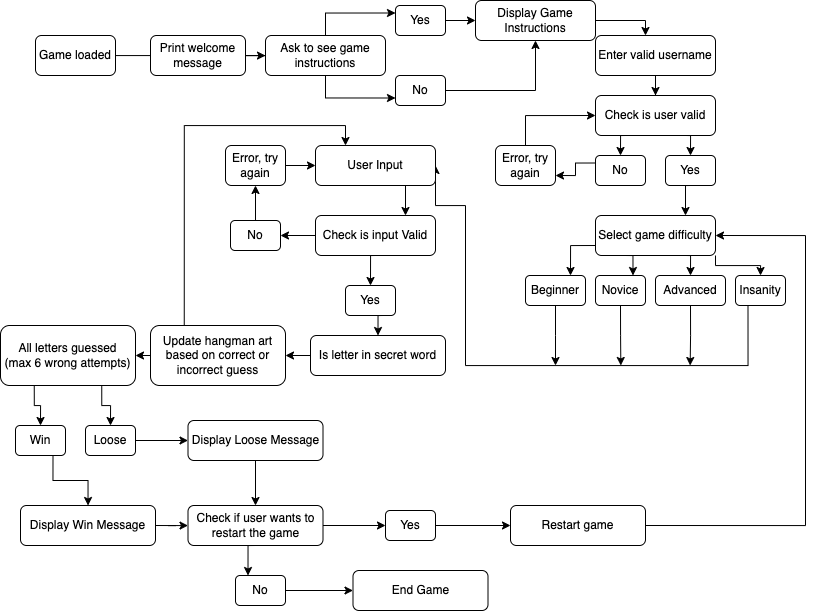 Game loaded
Print welcome
message
Ask to see game
instructions
Yes
No
Display Game
Instructions
Enter valid username
Check is user valid
Error, try
again
No
Yes
Select game difficulty
Beginner
Novice
Advanced
Insanity
User Input
Error, try
again
Check is input Valid
No
Yes
Is letter in secret word
Update hangman art
based on correct or
incorrect guess
All letters guessed
(max 6 wrong attempts)
Win
Loose
Display Loose Message
Display Win Message
Check if user wants to
restart the game
Yes
Restart game
No
End Game